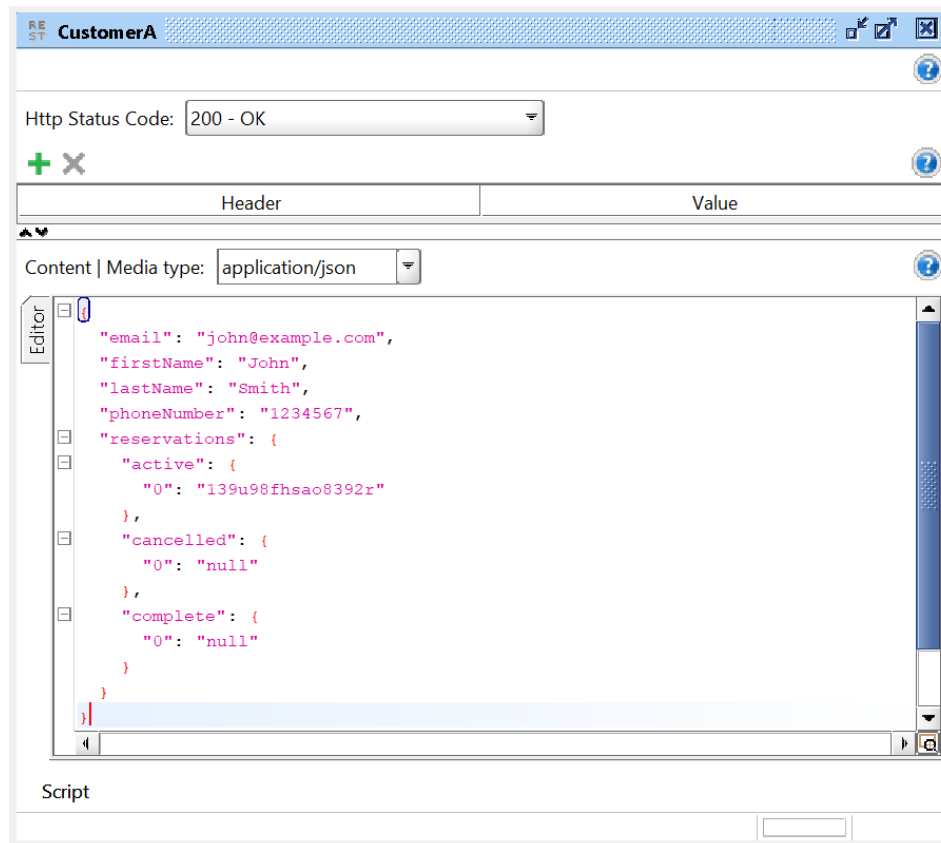 REST CustomerA
Http Status Code: 200 - OK
Header Value
Content | Media type: application/json
Editor
{
"email": "john@example.com",
"firstName": "John",
"lastName": "Smith",
"phoneNumber": "1234567",
"reservations": {
"active": {
"0": "139u98fhsao8392r"
},
"cancelled": {
"0": "null"
},
"complete": {
"0": "null"
}
}
}
Script